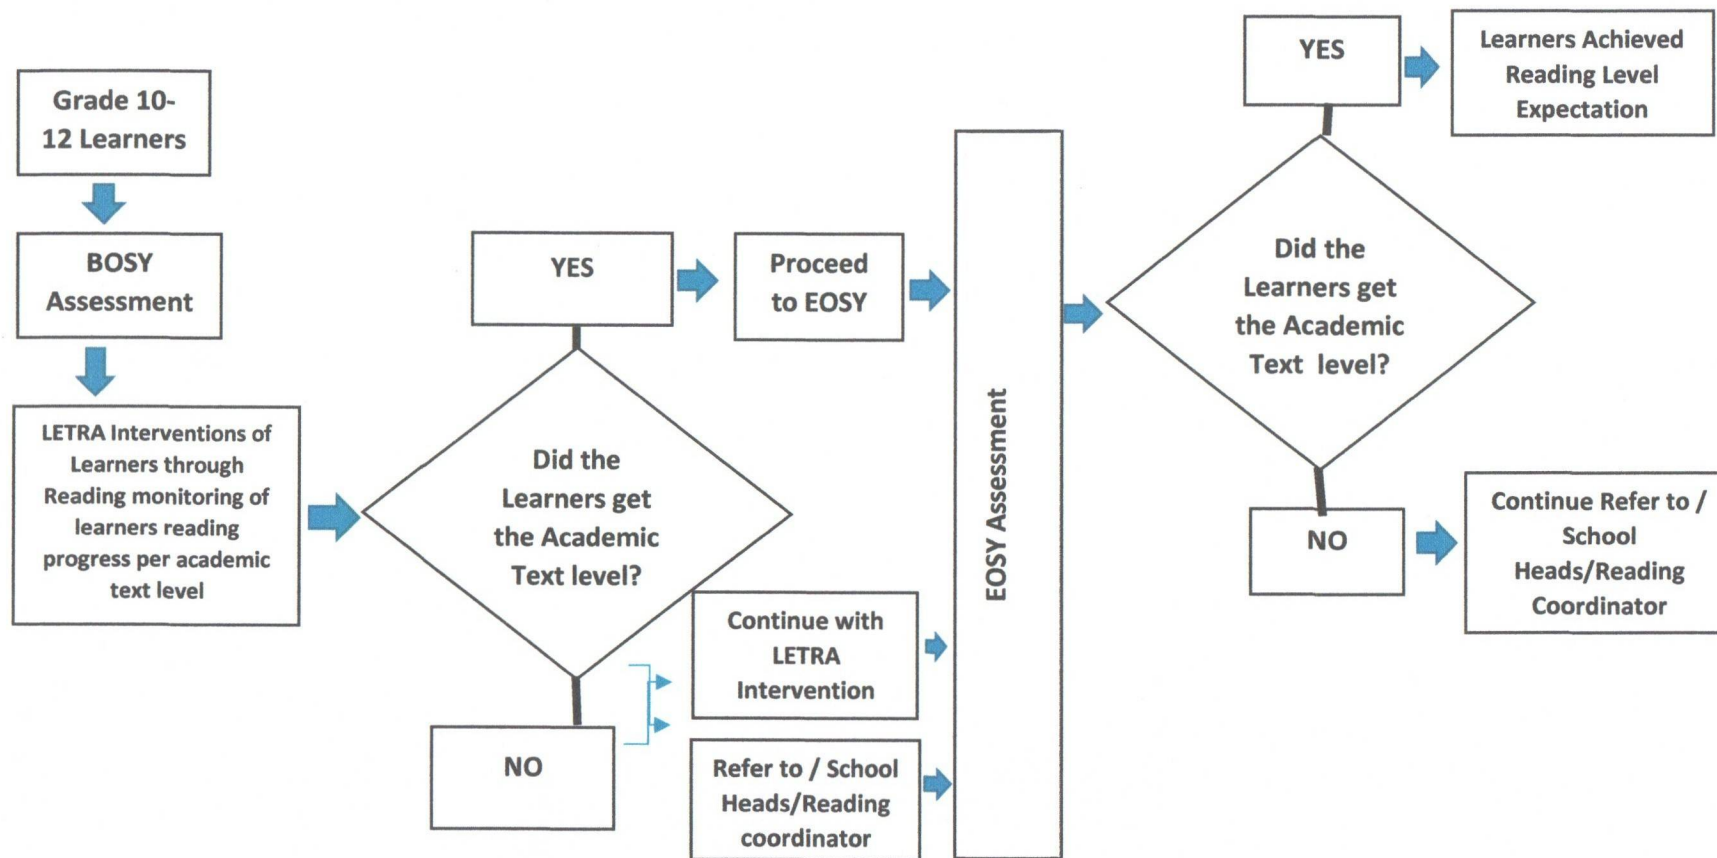 Grade 10-
12 Learners
BOSY
Assessment
LETRA Interventions of
Learners through
Reading monitoring of
learners reading
progress per academic
text level
YES
Did the
Learners get
the Academic
Text level?
NO
Proceed
to EOSY
Continue with
LETRA
Intervention
Refer to / School
Heads/Reading
coordinator
EOSY Assessment
YES
Learners Achieved
Reading Level
Expectation
Did the
Learners get
the Academic
Text level?
NO
Continue Refer to /
School
Heads/Reading
Coordinator